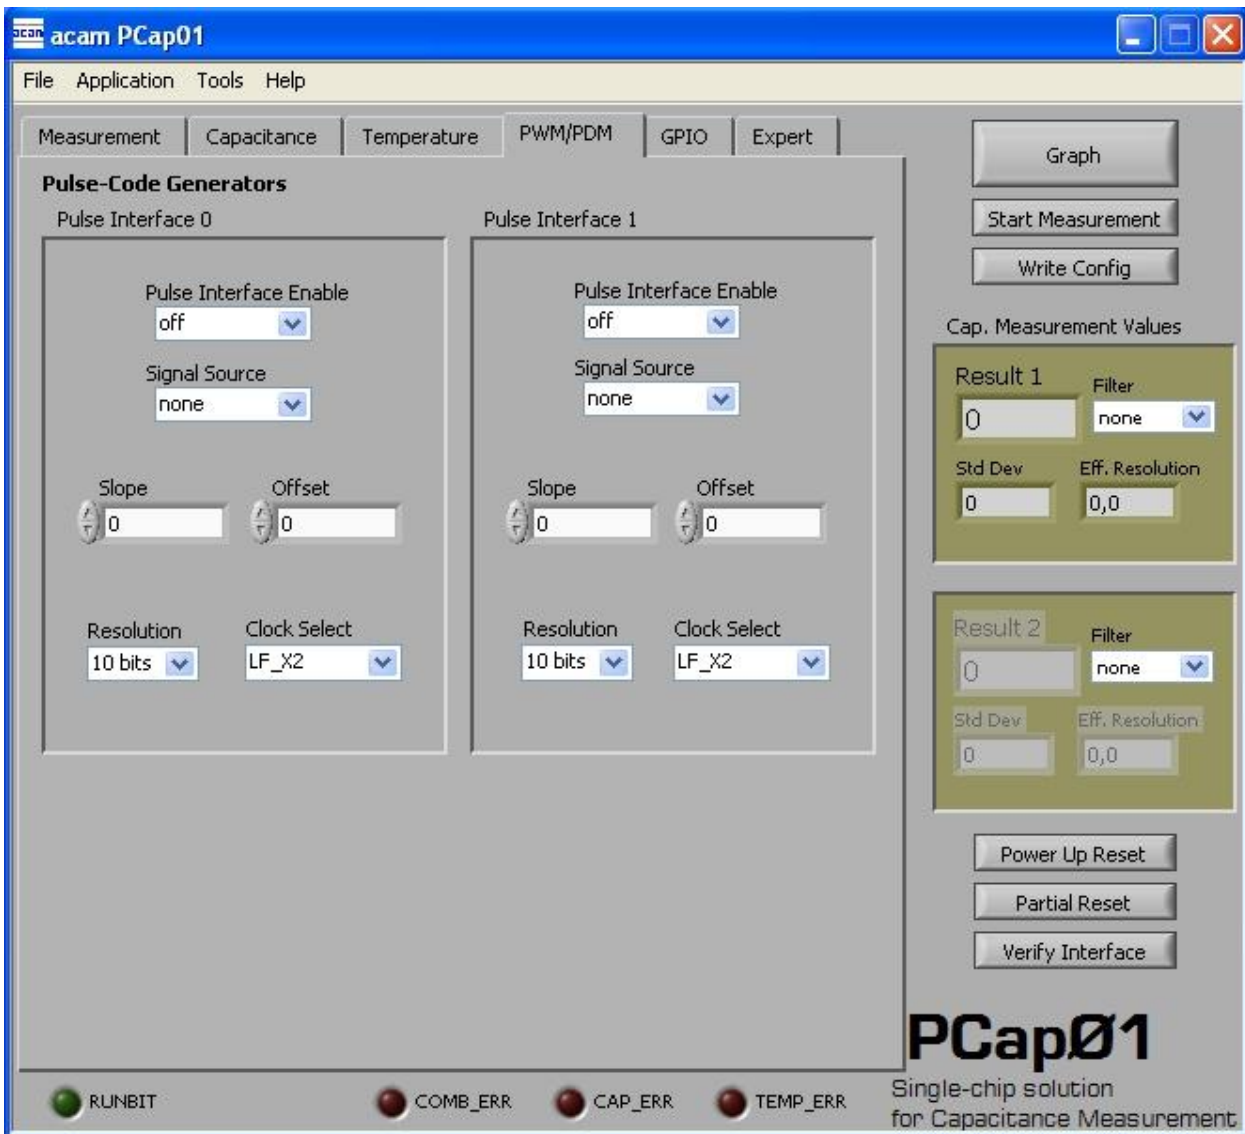 acam acam PCap01
File Application Tools Help
Measurement Capacitance Temperature PWM/PDM GPIO Expert
Pulse-Code Generators
Pulse Interface 0
Pulse Interface Enable
off
Signal Source
none
Slope Offset
0 0
Resolution Clock Select
10 bits LF_X2
Pulse Interface 1
Pulse Interface Enable
off
Signal Source
none
Slope Offset
0 0
Resolution Clock Select
10 bits LF_X2
Graph
Start Measurement
Write Config
Cap. Measurement Values
Result 1 Filter
0 none
Std Dev Eff. Resolution
0 0,0
Result 2 Filter
0 none
Std Dev Eff. Resolution
0 0,0
Power Up Reset
Partial Reset
Verify Interface
PCapØ1
Single-chip solution
for Capacitance Measurement
RUNBIT COMB_ERR CAP_ERR TEMP_ERR